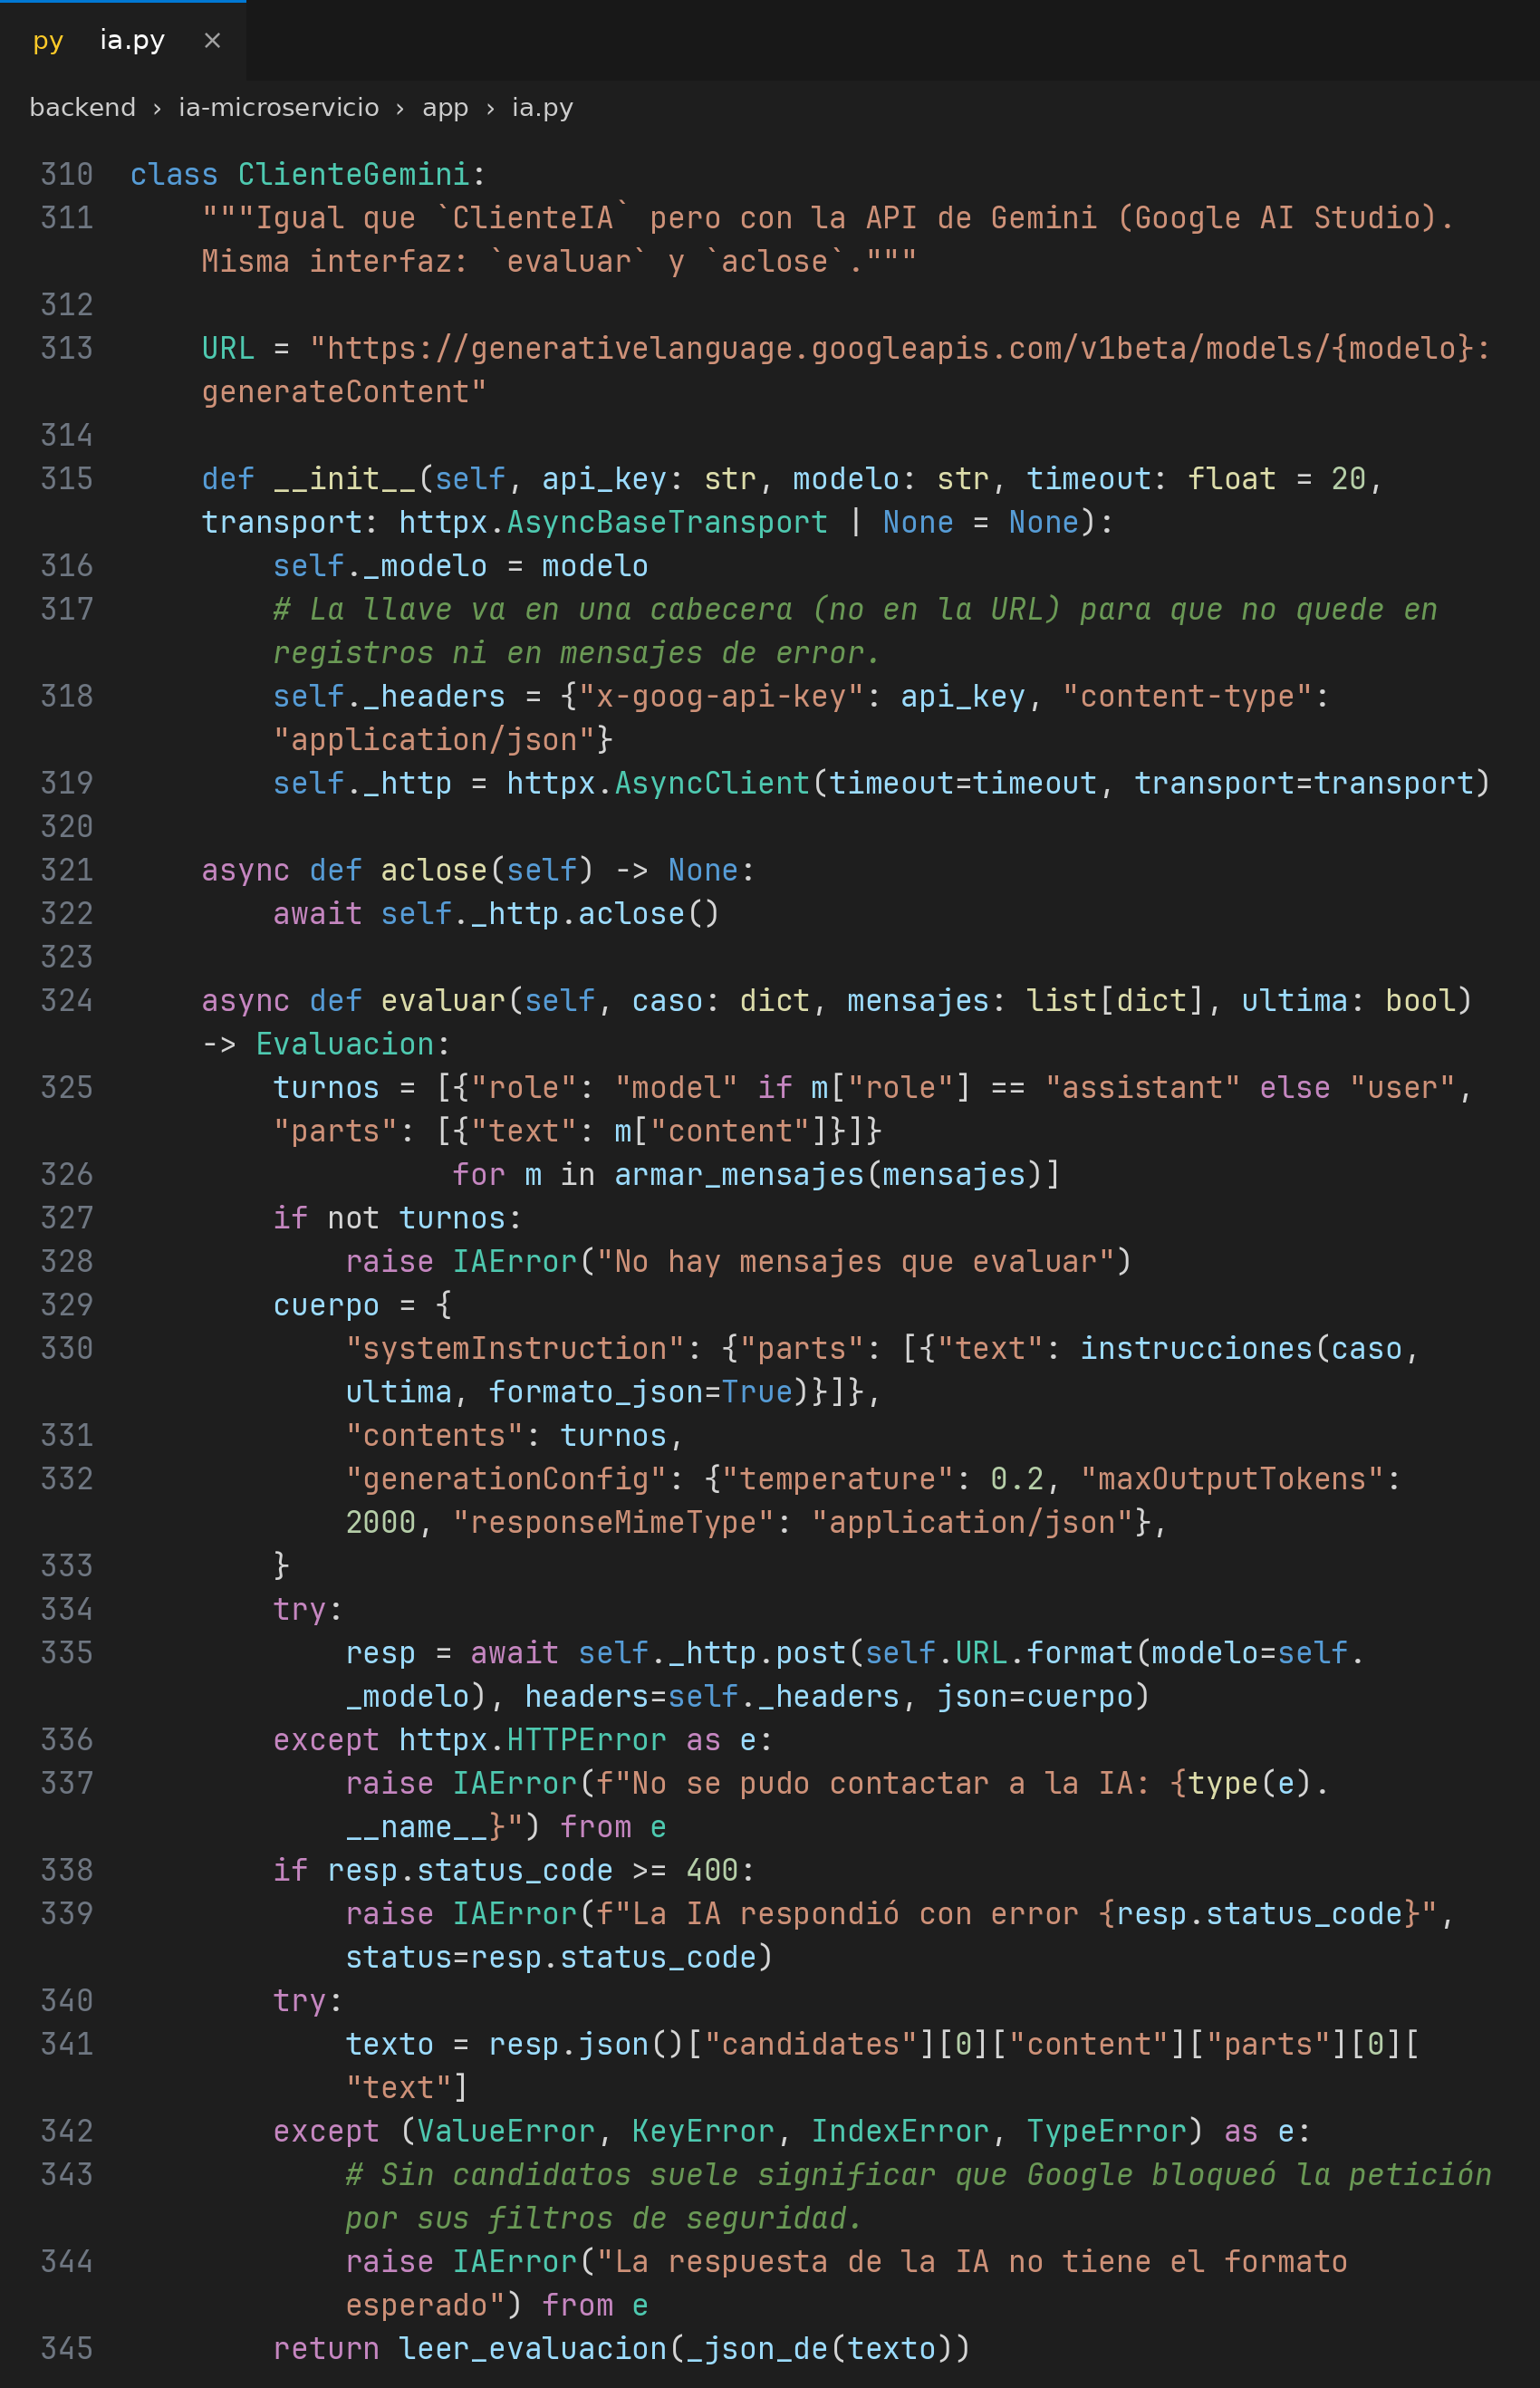 py ia.py ×
backend › ia-microservicio › app › ia.py
310 class ClienteGemini:
311     """Igual que `ClienteIA` pero con la API de Gemini (Google AI Studio).
    Misma interfaz: `evaluar` y `aclose`."""
312
313     URL = "https://generativelanguage.googleapis.com/v1beta/models/{modelo}:
    generateContent"
314
315     def __init__(self, api_key: str, modelo: str, timeout: float = 20,
    transport: httpx.AsyncBaseTransport | None = None):
316         self._modelo = modelo
317         # La llave va en una cabecera (no en la URL) para que no quede en
        registros ni en mensajes de error.
318         self._headers = {"x-goog-api-key": api_key, "content-type":
        "application/json"}
319         self._http = httpx.AsyncClient(timeout=timeout, transport=transport)
320
321     async def aclose(self) -> None:
322         await self._http.aclose()
323
324     async def evaluar(self, caso: dict, mensajes: list[dict], ultima: bool)
    -> Evaluacion:
325         turnos = [{"role": "model" if m["role"] == "assistant" else "user",
        "parts": [{"text": m["content"]}]}
326                   for m in armar_mensajes(mensajes)]
327         if not turnos:
328             raise IAError("No hay mensajes que evaluar")
329         cuerpo = {
330             "systemInstruction": {"parts": [{"text": instrucciones(caso,
            ultima, formato_json=True)}]},
331             "contents": turnos,
332             "generationConfig": {"temperature": 0.2, "maxOutputTokens":
            2000, "responseMimeType": "application/json"},
333         }
334         try:
335             resp = await self._http.post(self.URL.format(modelo=self.
            _modelo), headers=self._headers, json=cuerpo)
336         except httpx.HTTPError as e:
337             raise IAError(f"No se pudo contactar a la IA: {type(e).
            __name__}") from e
338         if resp.status_code >= 400:
339             raise IAError(f"La IA respondió con error {resp.status_code}",
            status=resp.status_code)
340         try:
341             texto = resp.json()["candidates"][0]["content"]["parts"][0][
            "text"]
342         except (ValueError, KeyError, IndexError, TypeError) as e:
343             # Sin candidatos suele significar que Google bloqueó la petición
            por sus filtros de seguridad.
344             raise IAError("La respuesta de la IA no tiene el formato
            esperado") from e
345         return leer_evaluacion(_json_de(texto))